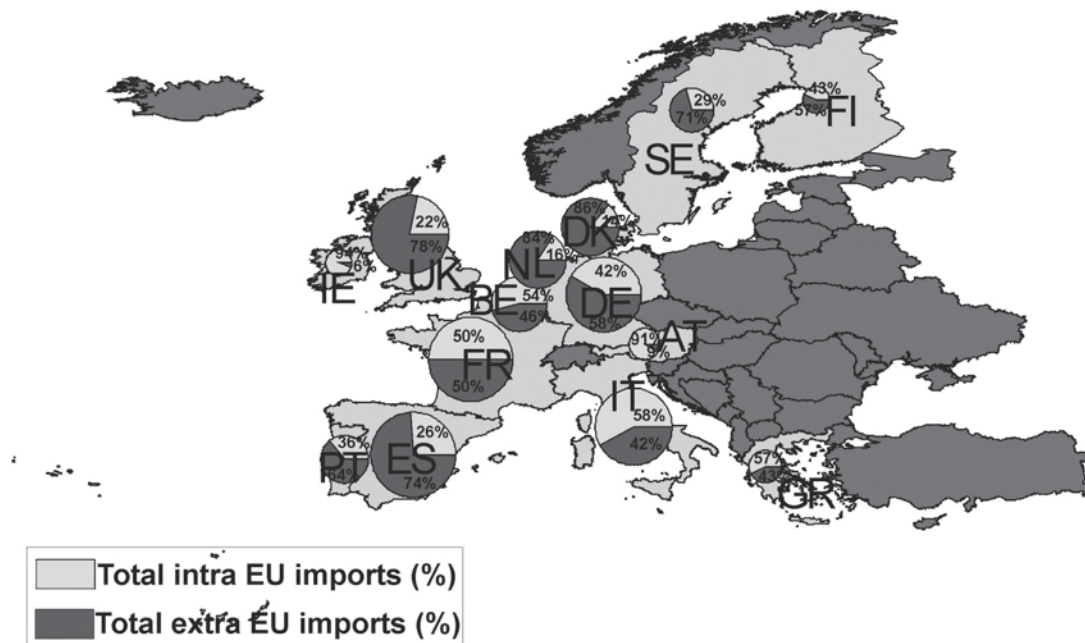 43%
57%
FI
29%
71%
SE
86%
14%
DK
22%
78%
UK
94%
6%
IE
84%
16%
NL
54%
46%
BE
42%
58%
DE
91%
9%
AT
50%
50%
FR
58%
42%
IT
36%
64%
PT
26%
74%
ES
57%
43%
GR
Total intra EU imports (%)
Total extra EU imports (%)